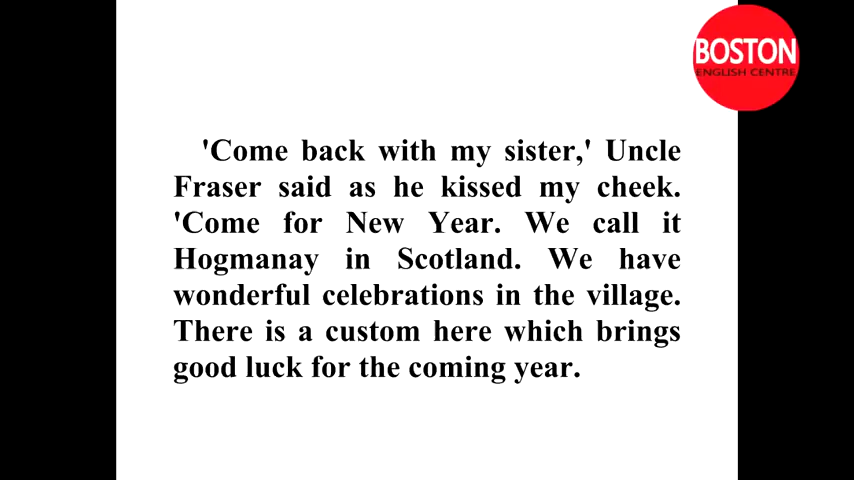 BOSTON
ENGLISH CENTRE
'Come back with my sister,' Uncle
Fraser said as he kissed my cheek.
'Come for New Year. We call it
Hogmanay in Scotland. We have
wonderful celebrations in the village.
There is a custom here which brings
good luck for the coming year.